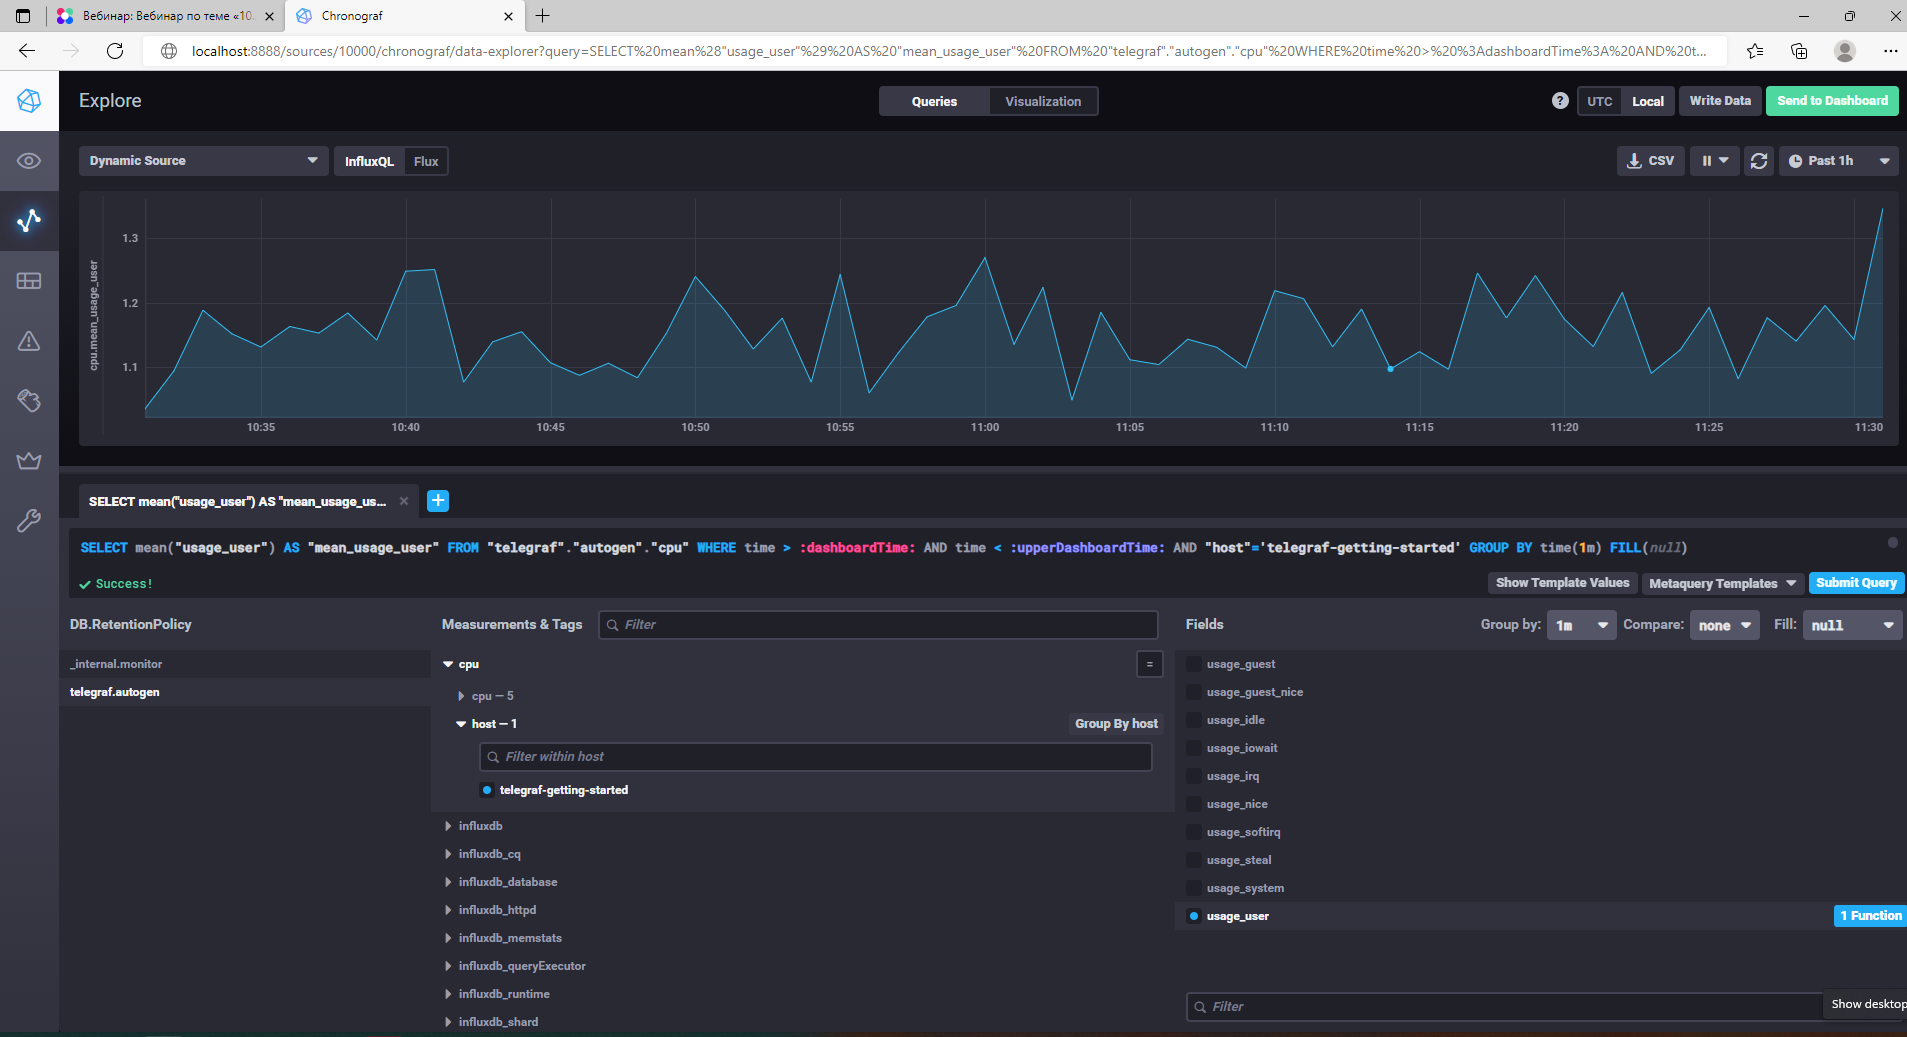 Вебинар: Вебинар по теме «10.
Chronograf
localhost:8888/sources/10000/chronograf/data-explorer?query=SELECT%20mean%28"usage_user"%29%20AS%20"mean_usage_user"%20FROM%20"telegraf"."autogen"."cpu"%20WHERE%20time%20>%20%3AdashboardTime%3A%20AND%20t...
Explore
Queries
Visualization
?
UTC
Local
Write Data
Send to Dashboard
Dynamic Source
InfluxQL
Flux
CSV
Past 1h
cpu.mean_usage_user
1.3
1.2
1.1
10:35
10:40
10:45
10:50
10:55
11:00
11:05
11:10
11:15
11:20
11:25
11:30
SELECT mean("usage_user") AS "mean_usage_us...
SELECT mean("usage_user") AS "mean_usage_user" FROM "telegraf"."autogen"."cpu" WHERE time > :dashboardTime: AND time < :upperDashboardTime: AND "host"='telegraf-getting-started' GROUP BY time(1m) FILL(null)
Success!
Show Template Values
Metaquery Templates
Submit Query
DB.RetentionPolicy
_internal.monitor
telegraf.autogen
Measurements & Tags
Filter
cpu
=
cpu — 5
host — 1
Group By host
Filter within host
telegraf-getting-started
influxdb
influxdb_cq
influxdb_database
influxdb_httpd
influxdb_memstats
influxdb_queryExecutor
influxdb_runtime
influxdb_shard
Fields
Group by: 1m
Compare: none
Fill: null
usage_guest
usage_guest_nice
usage_idle
usage_iowait
usage_irq
usage_nice
usage_softirq
usage_steal
usage_system
usage_user
1 Function
Filter
Show desktop